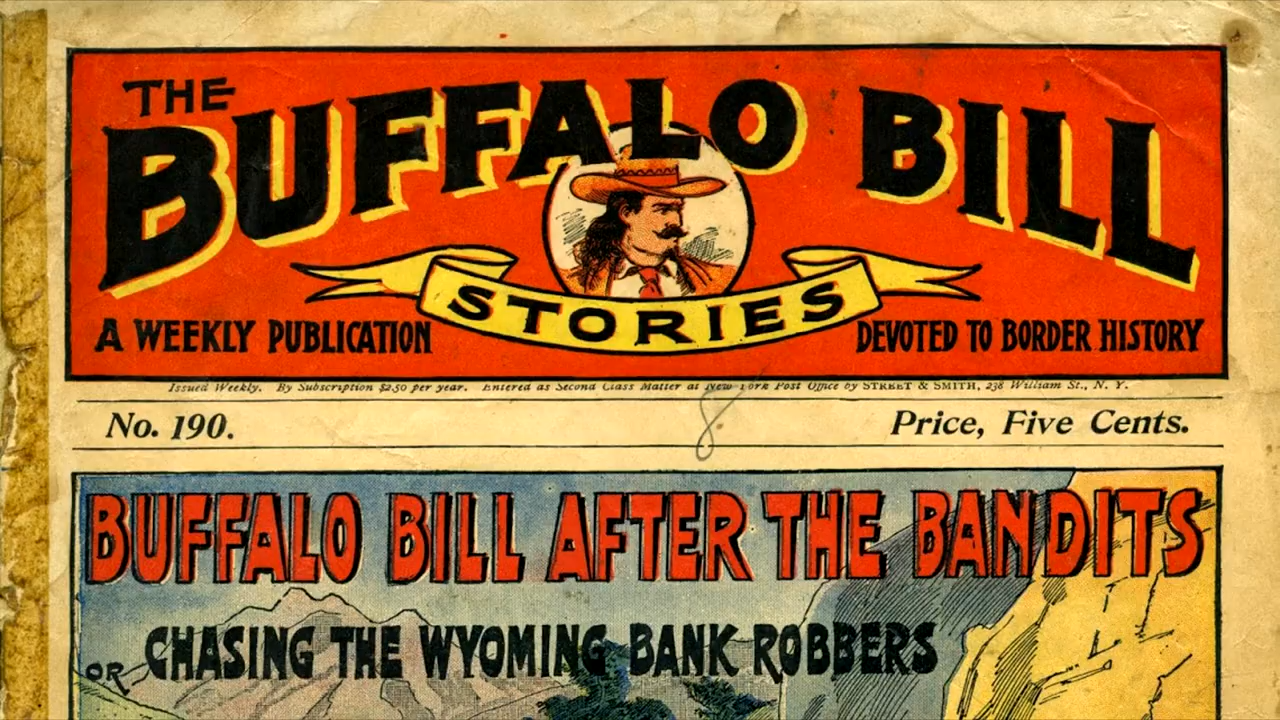 THE
BUFFALO BILL
STORIES
A WEEKLY PUBLICATION DEVOTED TO BORDER HISTORY
Issued Weekly. By Subscription $2.50 per year. Entered as Second Class Matter at New York Post Office by STREET & SMITH, 238 William St., N. Y.
No. 190. Price, Five Cents.
8
BUFFALO BILL AFTER THE BANDITS
OR CHASING THE WYOMING BANK ROBBERS